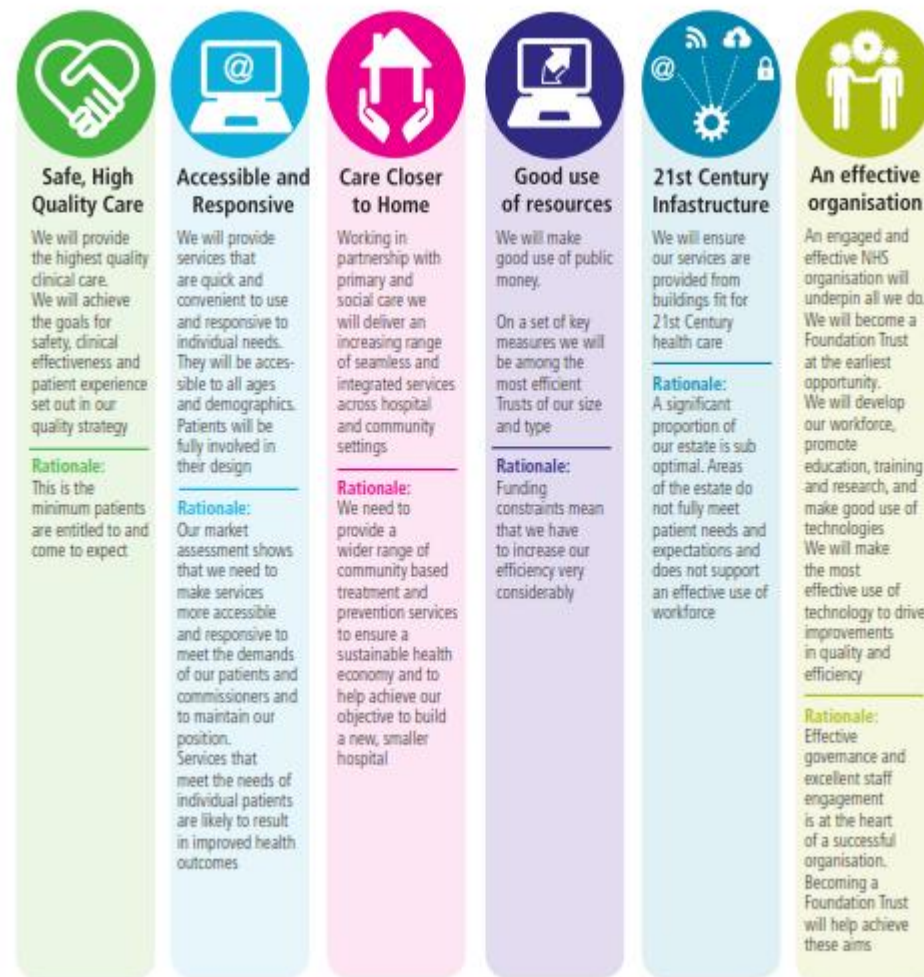 @
Safe, High
Quality Care
We will provide
the highest quality
clinical care.
We will achieve
the goals for
safety, clinical
effectiveness and
patient experience
set out in our
quality strategy
Rationale:
This is the
minimum patients
are entitled to and
come to expect
Accessible and
Responsive
We will provide
services that
are quick and
convenient to use
and responsive to
individual needs.
They will be acces-
sible to all ages
and demographics.
Patients will be
fully involved in
their design
Rationale:
Our market
assessment shows
that we need to
make services
more accessible
and responsive to
meet the demands
of our patients and
commissioners and
to maintain our
position.
Services that
meet the needs of
individual patients
are likely to result
in improved health
outcomes
Care Closer
to Home
Working in
partnership with
primary and
social care we
will deliver an
increasing range
of seamless and
integrated services
across hospital
and community
settings
Rationale:
We need to
provide a
wider range of
community based
treatment and
prevention services
to ensure a
sustainable health
economy and to
help achieve our
objective to build
a new, smaller
hospital
Good use
of resources
We will make
good use of public
money.
On a set of key
measures we will
be among the
most efficient
Trusts of our size
and type
Rationale:
Funding
constraints mean
that we have
to increase our
efficiency very
considerably
@
21st Century
Infastructure
We will ensure
our services are
provided from
buildings fit for
21st Century
health care
Rationale:
A significant
proportion of
our estate is sub
optimal. Areas
of the estate do
not fully meet
patient needs and
expectations and
does not support
an effective use of
workforce
An effective
organisation
An engaged and
effective NHS
organisation will
underpin all we do.
We will become a
Foundation Trust
at the earliest
opportunity.
We will develop
our workforce,
promote
education, training
and research, and
make good use of
technologies
We will make
the most
effective use of
technology to drive
improvements
in quality and
efficiency
Rationale:
Effective
governance and
excellent staff
engagement
is at the heart
of a successful
organisation.
Becoming a
Foundation Trust
will help achieve
these aims